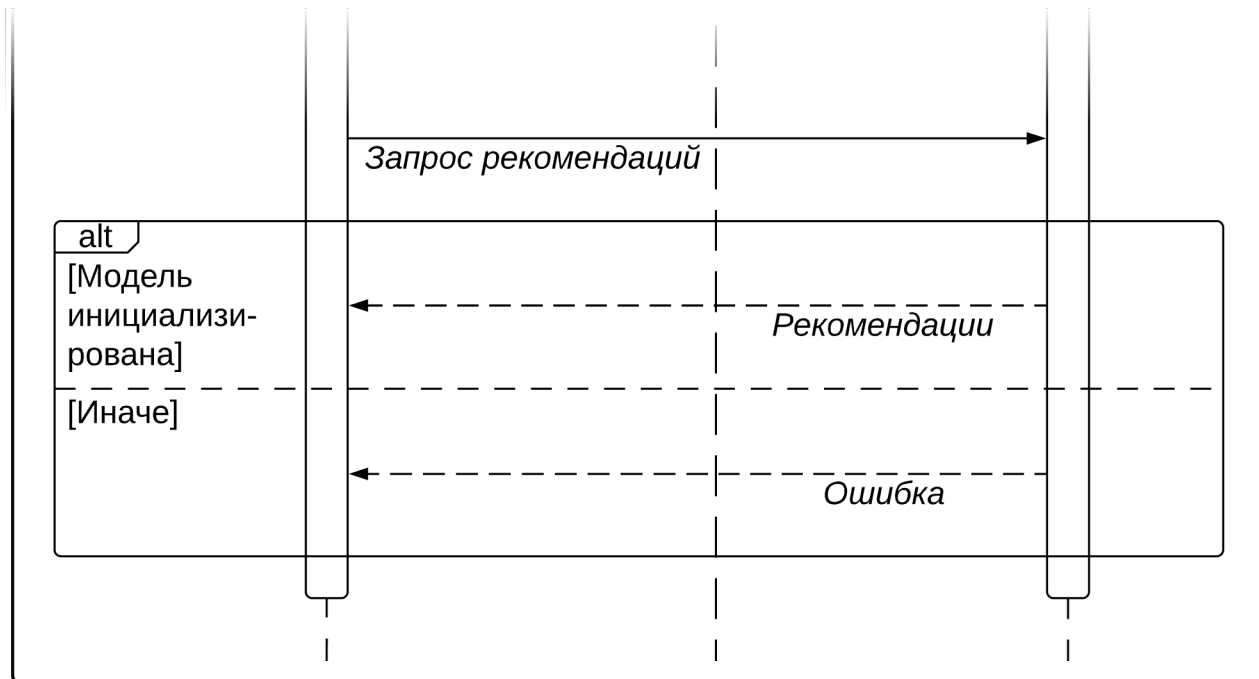 Запрос рекомендаций
alt
[Модель
инициализи-
рована]
Рекомендации
[Иначе]
Ошибка